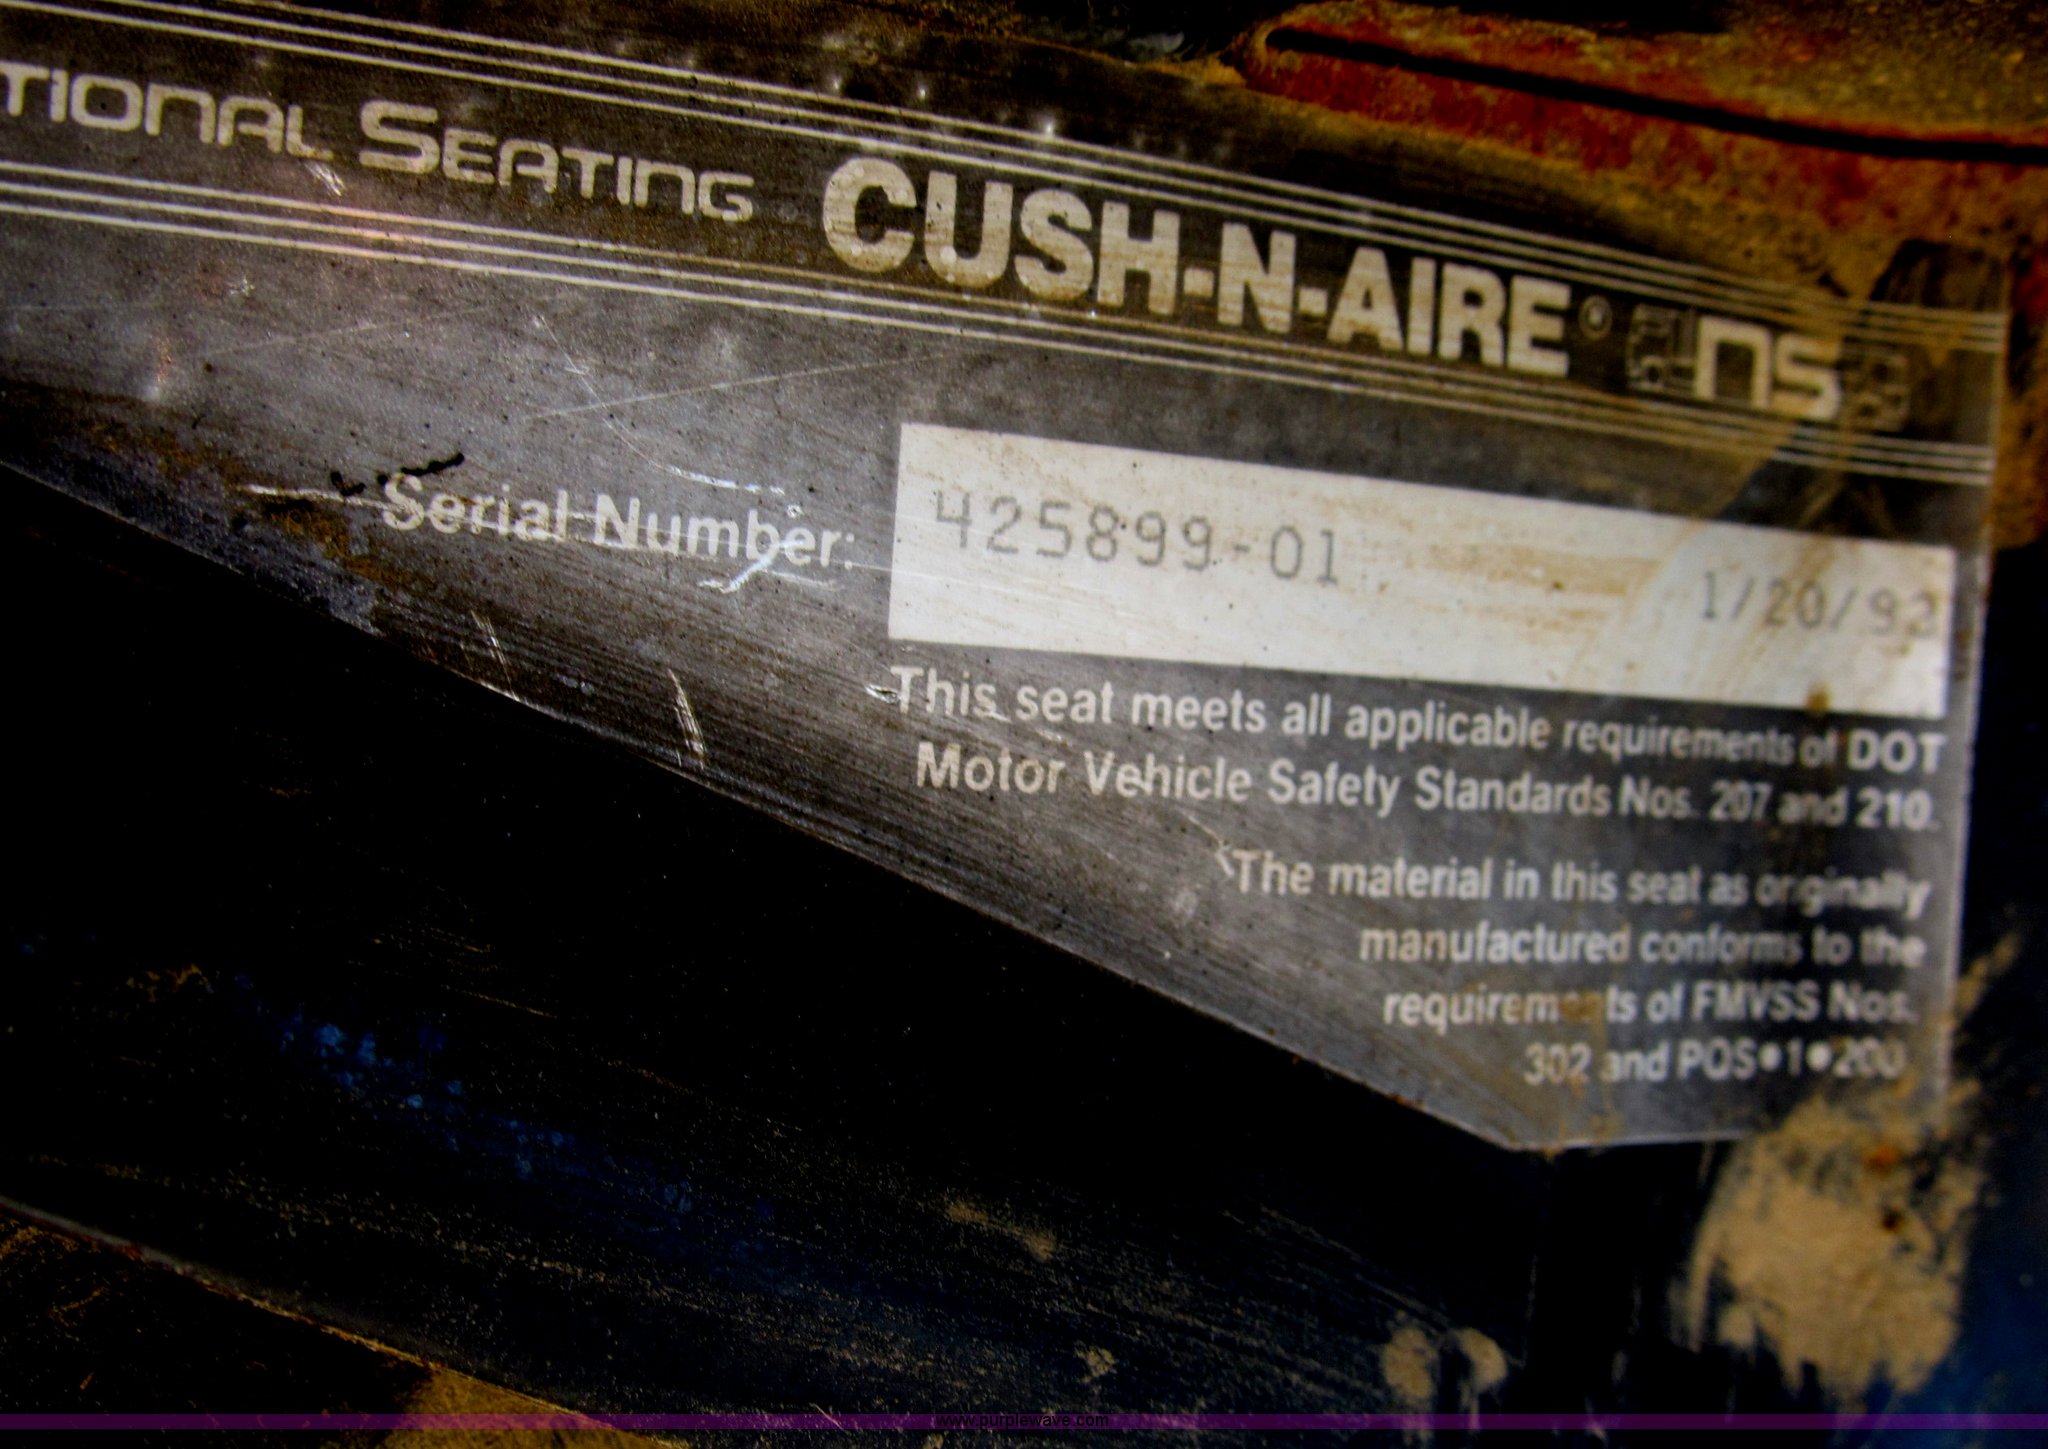 TIONAL SEATING CUSH-N-AIRE® ns
Serial Number: 425899-01 1/20/92
This seat meets all applicable requirements of DOT
Motor Vehicle Safety Standards Nos. 207 and 210.
The material in this seat as originally
manufactured conforms to the
requirements of FMVSS Nos.
302 and POS•1•200
www.purplewave.com